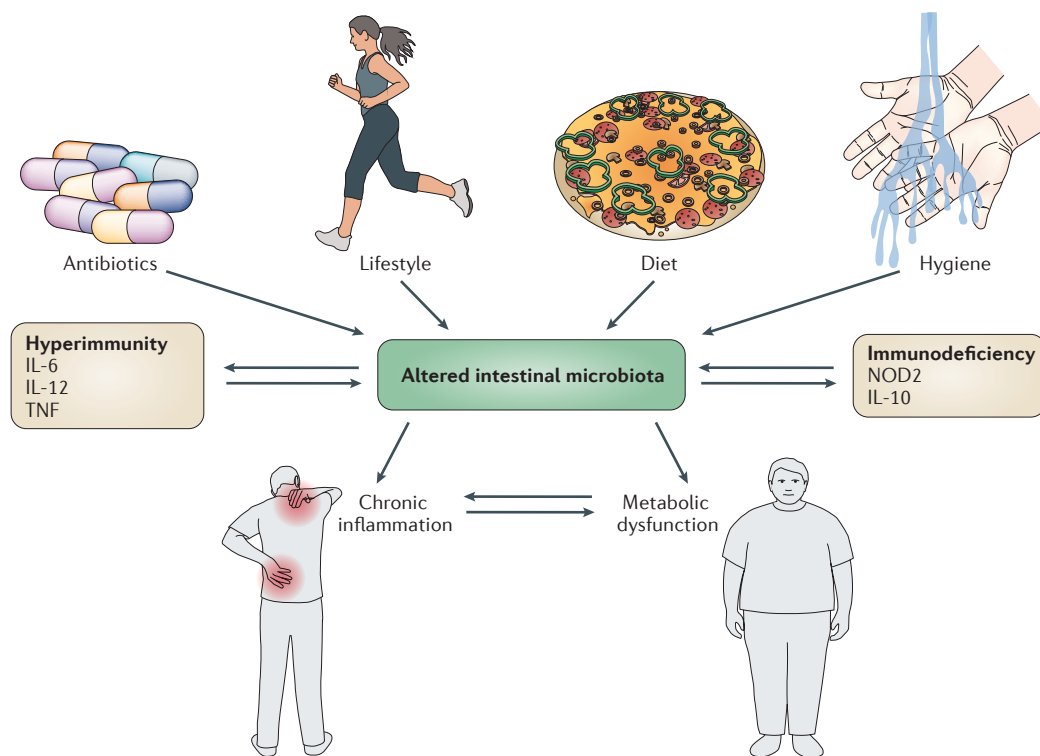 Antibiotics
Lifestyle
Diet
Hygiene
Hyperimmunity
IL-6
IL-12
TNF
Altered intestinal microbiota
Immunodeficiency
NOD2
IL-10
Chronic
inflammation
Metabolic
dysfunction